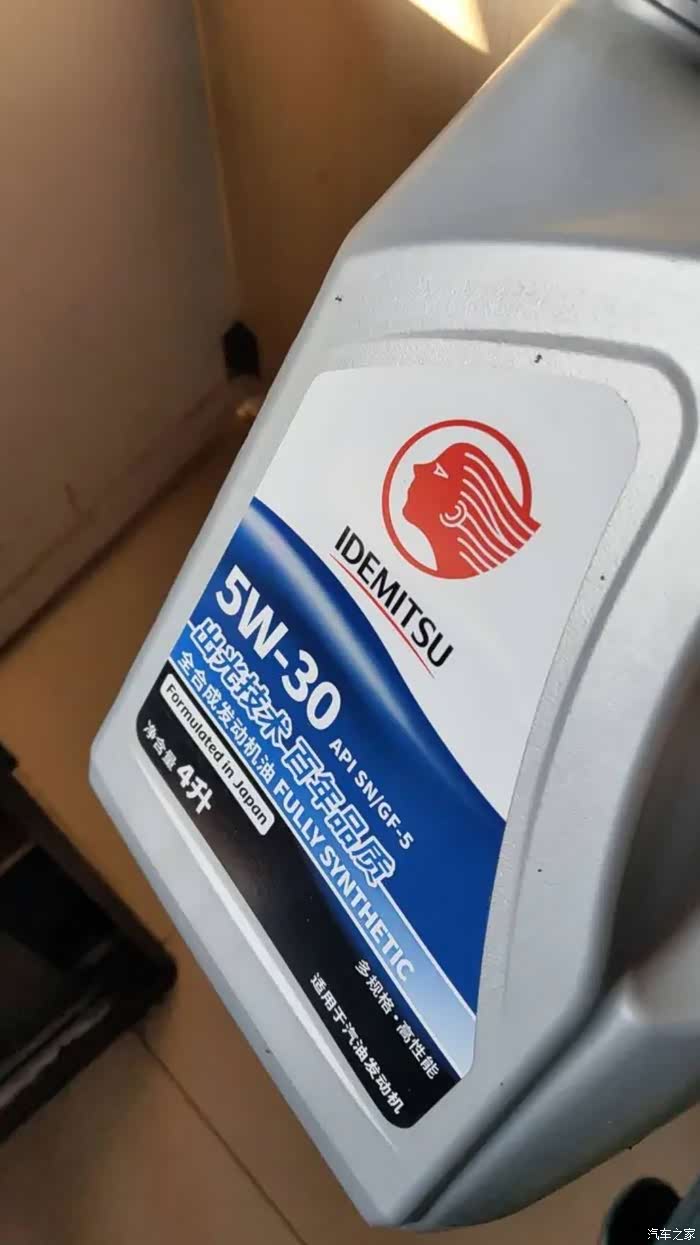 IDEMITSU
5W-30 API SN/GF-5
出光技术 百年品质
全合成发动机油 FULLY SYNTHETIC
Formulated in Japan
净含量 4升
多规格·高性能
适用于汽油发动机
汽车之家